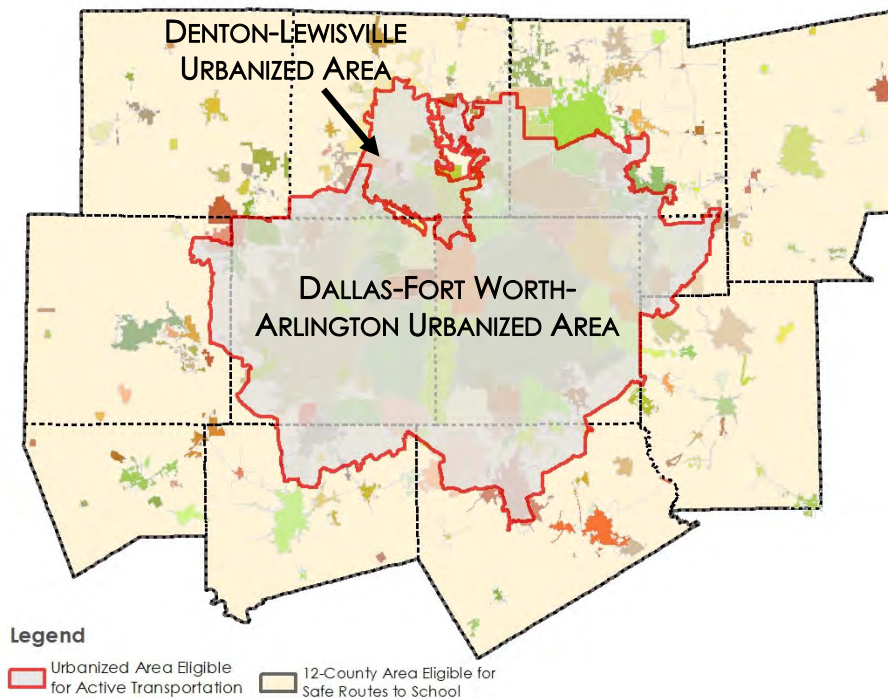 DENTON-LEWISVILLE
URBANIZED AREA
DALLAS-FORT WORTH-
ARLINGTON URBANIZED AREA
Legend
Urbanized Area Eligible
for Active Transportation
12-County Area Eligible for
Safe Routes to School